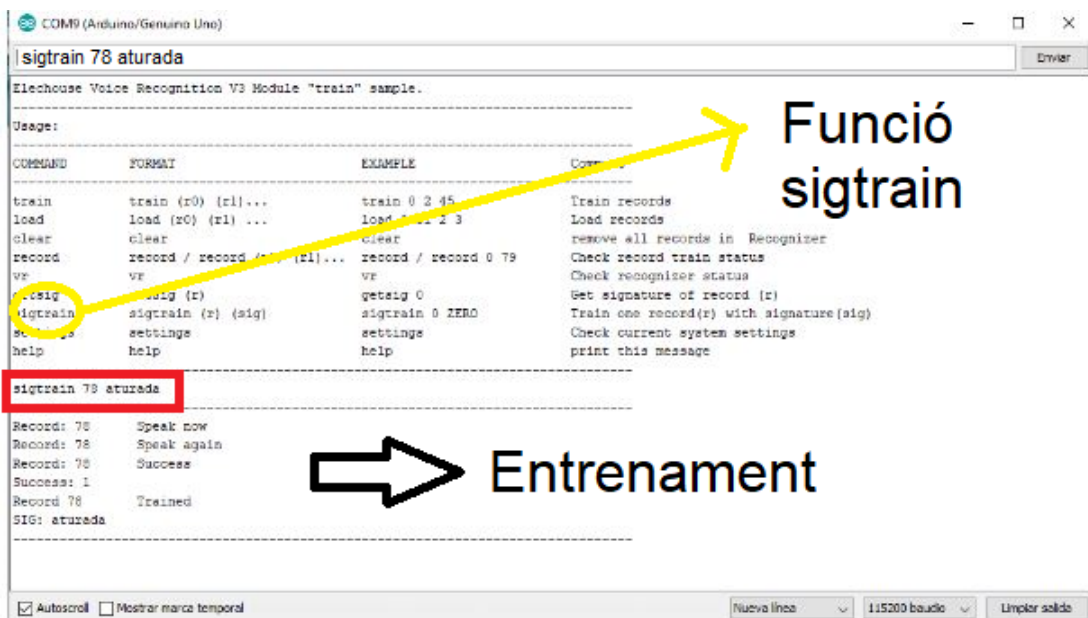 COM9 (Arduino/Genuino Uno)
sigtrain 78 aturada
Enviar
Elechouse Voice Recognition V3 Module "train" sample.
Usage:
COMMAND FORMAT EXAMPLE
train train (r0) (r1)... train 0 2 45 Train records
load load (r0) (r1) ... load 2 3 Load records
clear clear clear remove all records in Recognizer
record record / record (r1)... record / record 0 79 Check record train status
vr vr vr Check recognizer status
(r) getsig 0 Get signature of record (r)
sigtrain sigtrain (r) (sig) sigtrain 0 ZERO Train one record(r) with signature(sig)
settings settings settings Check current system settings
help help help print this message
Funció
sigtrain
sigtrain 78 aturada
Record: 78 Speak now
Record: 78 Speak again
Record: 78 Success
Success: 1
Record 78 Trained
SIG: aturada
Entrenament
Autoscroll Mostrar marca temporal Nueva línea 115200 baudio Limpiar salida